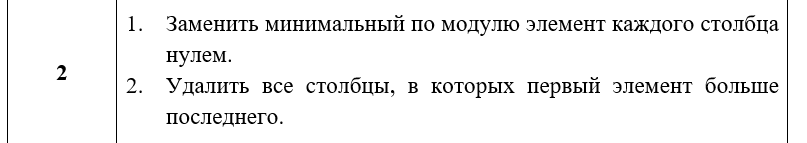 2
1. Заменить минимальный по модулю элемент каждого столбца
нулем.
2. Удалить все столбцы, в которых первый элемент больше
последнего.